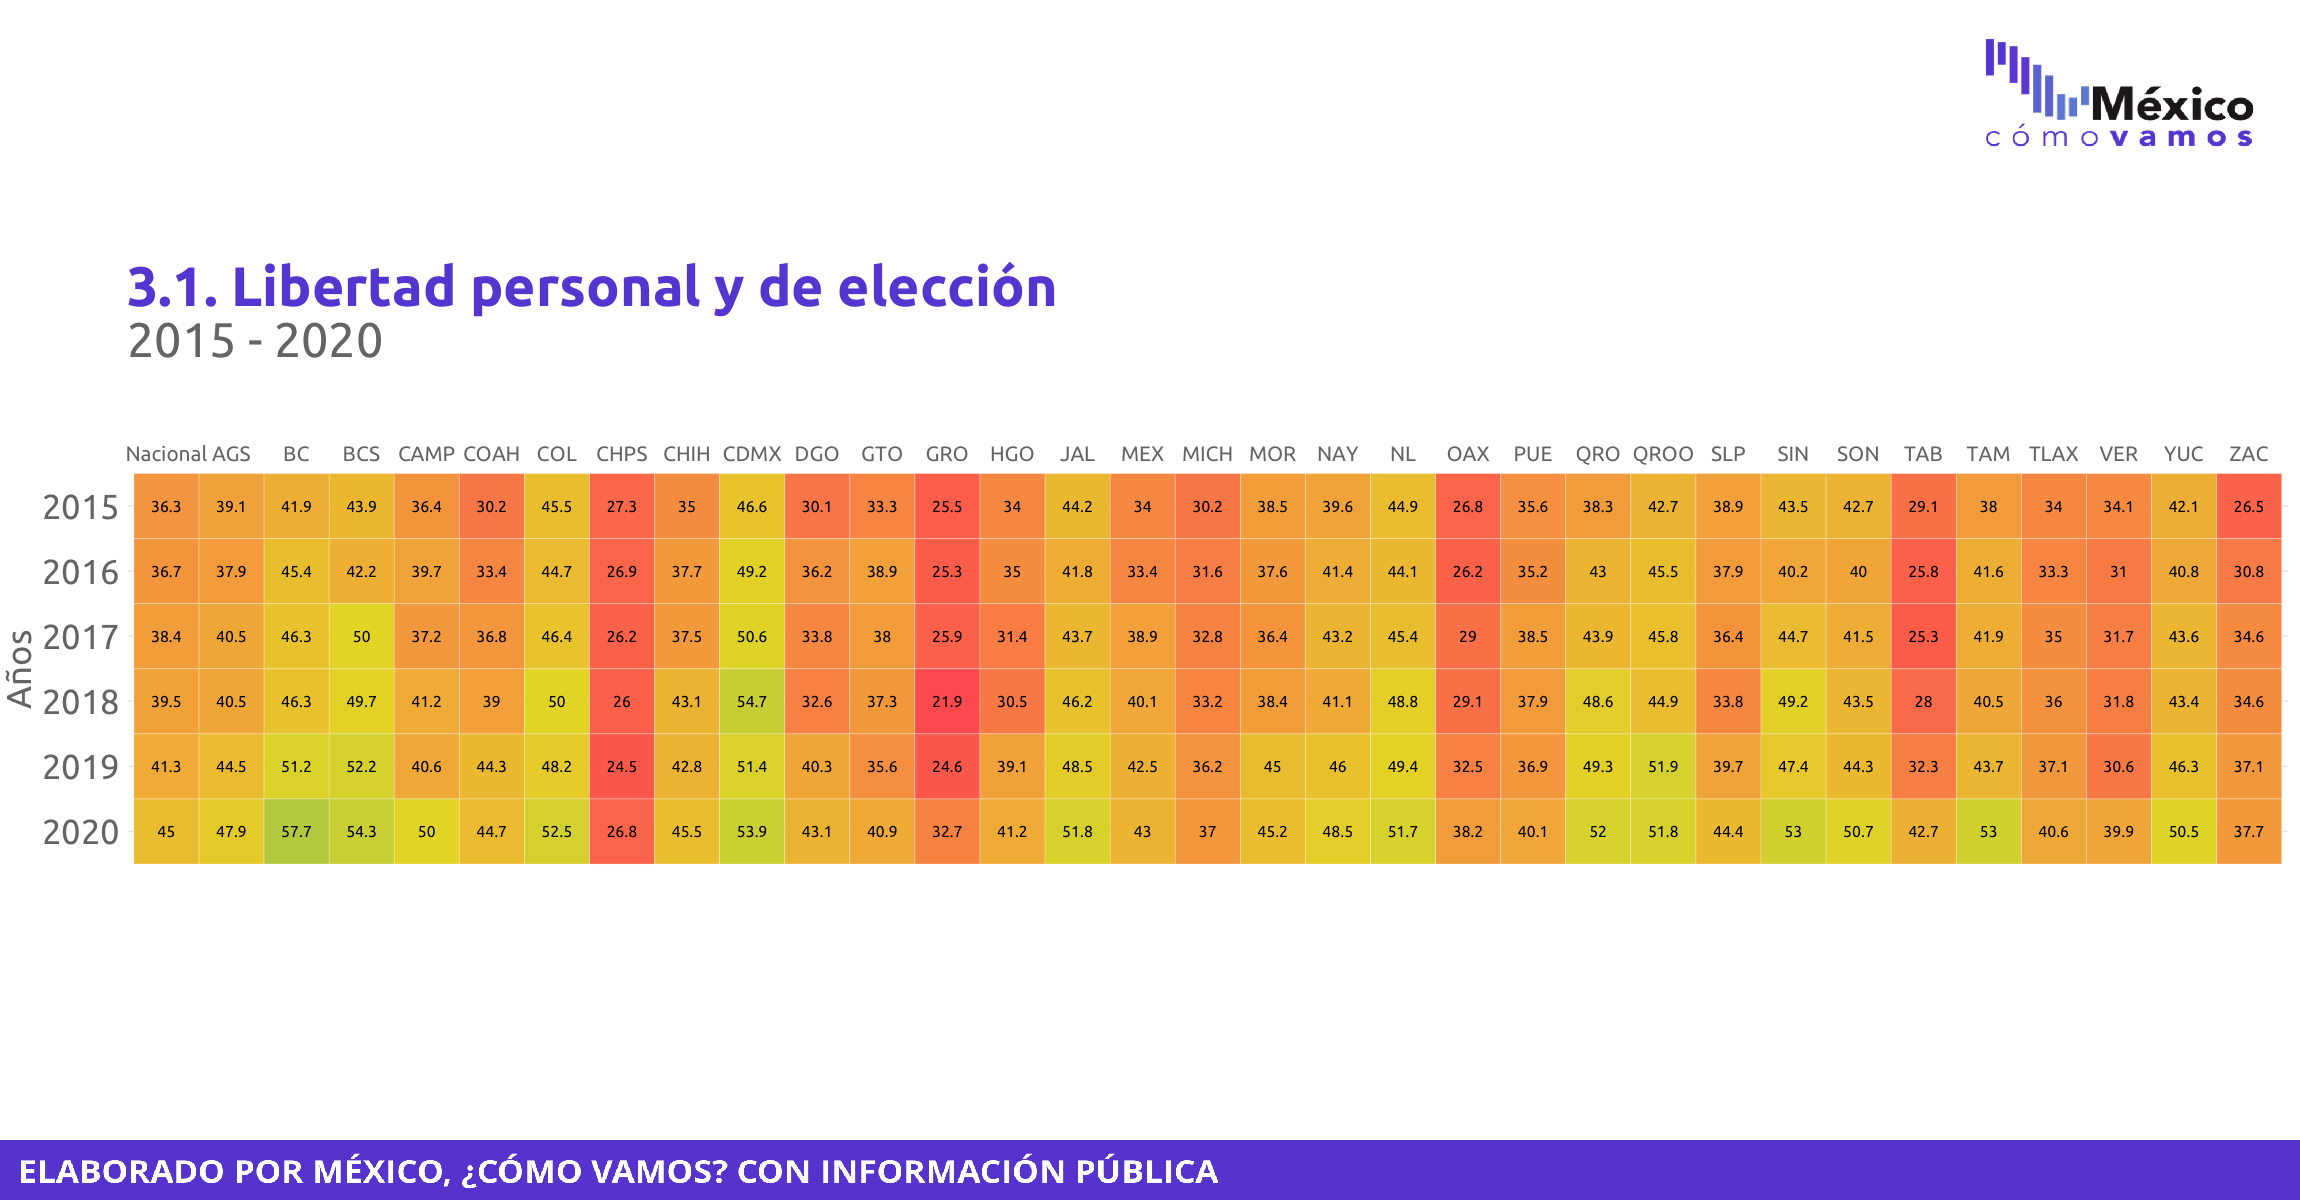 México
cómovamos
3.1. Libertad personal y de elección
2015 - 2020
Nacional AGS BC BCS CAMP COAH COL CHPS CHIH CDMX DGO GTO GRO HGO JAL MEX MICH MOR NAY NL OAX PUE QRO QROO SLP SIN SON TAB TAM TLAX VER YUC ZAC
2015 36.3 39.1 41.9 43.9 36.4 30.2 45.5 27.3 35 46.6 30.1 33.3 25.5 34 44.2 34 30.2 38.5 39.6 44.9 26.8 35.6 38.3 42.7 38.9 43.5 42.7 29.1 38 34 34.1 42.1 26.5
2016 36.7 37.9 45.4 42.2 39.7 33.4 44.7 26.9 37.7 49.2 36.2 38.9 25.3 35 41.8 33.4 31.6 37.6 41.4 44.1 26.2 35.2 43 45.5 37.9 40.2 40 25.8 41.6 33.3 31 40.8 30.8
2017 38.4 40.5 46.3 50 37.2 36.8 46.4 26.2 37.5 50.6 33.8 38 25.9 31.4 43.7 38.9 32.8 36.4 43.2 45.4 29 38.5 43.9 45.8 36.4 44.7 41.5 25.3 41.9 35 31.7 43.6 34.6
2018 39.5 40.5 46.3 49.7 41.2 39 50 26 43.1 54.7 32.6 37.3 21.9 30.5 46.2 40.1 33.2 38.4 41.1 48.8 29.1 37.9 48.6 44.9 33.8 49.2 43.5 28 40.5 36 31.8 43.4 34.6
2019 41.3 44.5 51.2 52.2 40.6 44.3 48.2 24.5 42.8 51.4 40.3 35.6 24.6 39.1 48.5 42.5 36.2 45 46 49.4 32.5 36.9 49.3 51.9 39.7 47.4 44.3 32.3 43.7 37.1 30.6 46.3 37.1
2020 45 47.9 57.7 54.3 50 44.7 52.5 26.8 45.5 53.9 43.1 40.9 32.7 41.2 51.8 43 37 45.2 48.5 51.7 38.2 40.1 52 51.8 44.4 53 50.7 42.7 53 40.6 39.9 50.5 37.7
Años
ELABORADO POR MÉXICO, ¿CÓMO VAMOS? CON INFORMACIÓN PÚBLICA